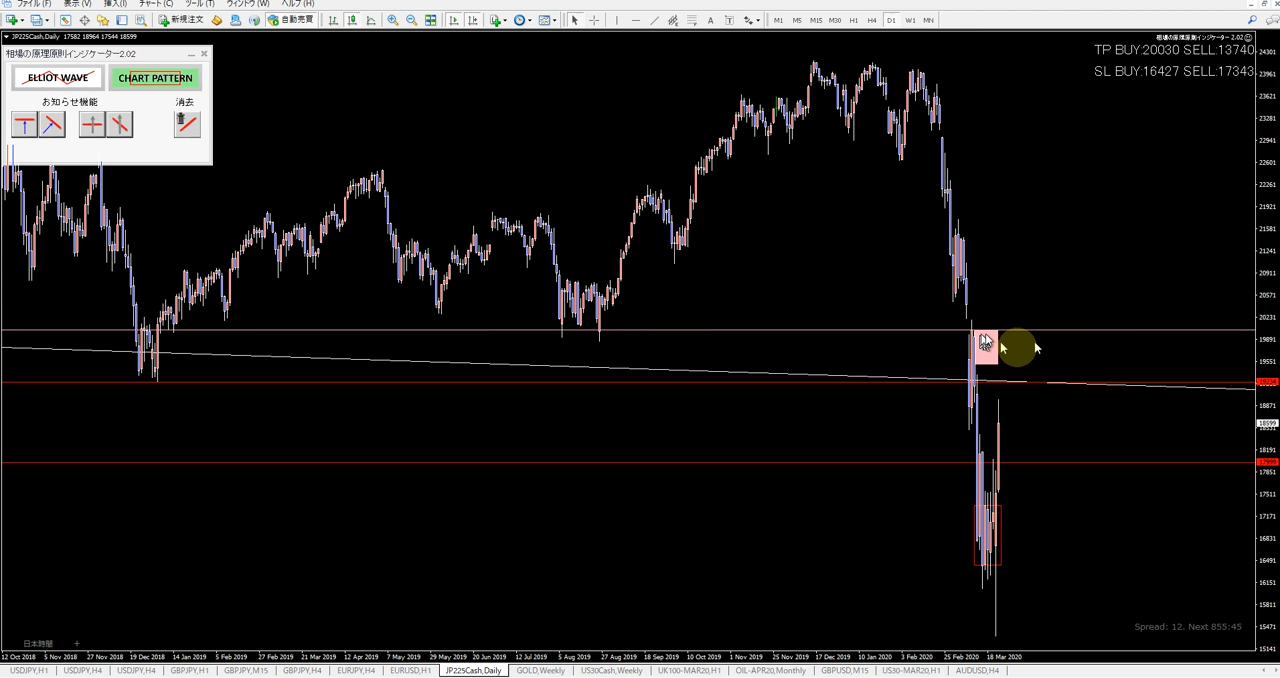 ファイル (F) 表示 (V) 挿入(I) チャート (C) ツール (T) ウィンドウ (W) ヘルプ (H)
新規注文 自動売買 A T M1 M5 M15 M30 H1 H4 D1 W1 MN
JP225Cash,Daily 17582 18964 17544 18599
相場の原理原則インジケーター 2.02
相場の原理原則インジケーター2.02
TP BUY:20030 SELL:13740
SL BUY:16427 SELL:17343
ELLIOT WAVE CHART PATTERN
お知らせ機能 消去
24301
23961
23621
23281
22941
22601
22261
21921
21581
21241
20911
20571
20231
19891
19551
18871
18599
18191
17851
17511
17171
16831
16491
16151
15811
15471
15141
Spread: 12, Next 855:45
日本時間 +
12 Oct 2018 5 Nov 2018 27 Nov 2018 19 Dec 2018 14 Jan 2019 5 Feb 2019 27 Feb 2019 21 Mar 2019 12 Apr 2019 7 May 2019 29 May 2019 20 Jun 2019 12 Jul 2019 5 Aug 2019 27 Aug 2019 18 Sep 2019 10 Oct 2019 1 Nov 2019 25 Nov 2019 17 Dec 2019 10 Jan 2020 3 Feb 2020 25 Feb 2020 18 Mar 2020
USDJPY,H1 USDJPY,H4 USDJPY,H4 GBPJPY,H1 GBPJPY,M15 GBPJPY,H4 EURJPY,H4 EURUSD,H1 JP225Cash,Daily GOLD,Weekly US30Cash,Weekly UK100-MAR20,H1 OIL-APR20,Monthly GBPUSD,M15 US30-MAR20,H1 AUDUSD,H4